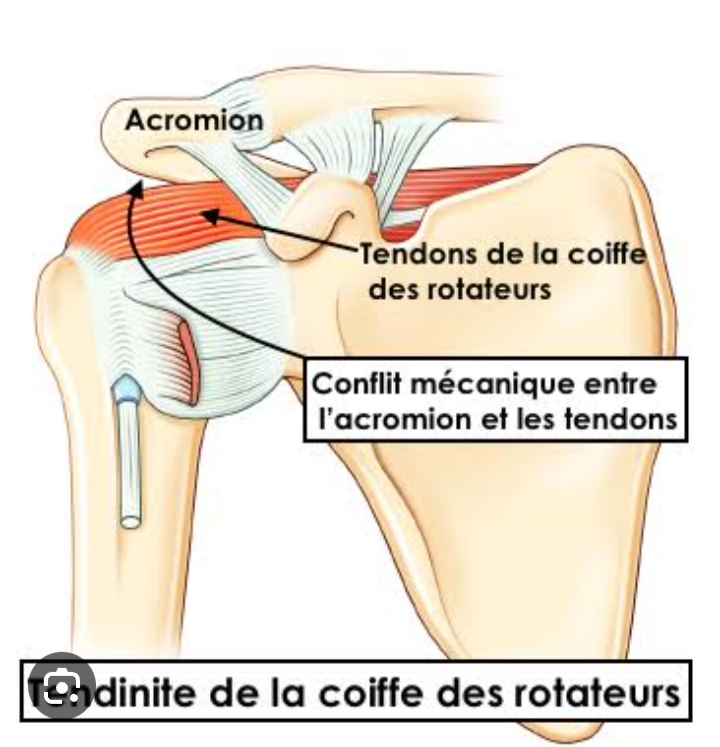 Acromion
Tendons de la coiffe
des rotateurs
Conflit mécanique entre
l'acromion et les tendons
Tendinite de la coiffe des rotateurs